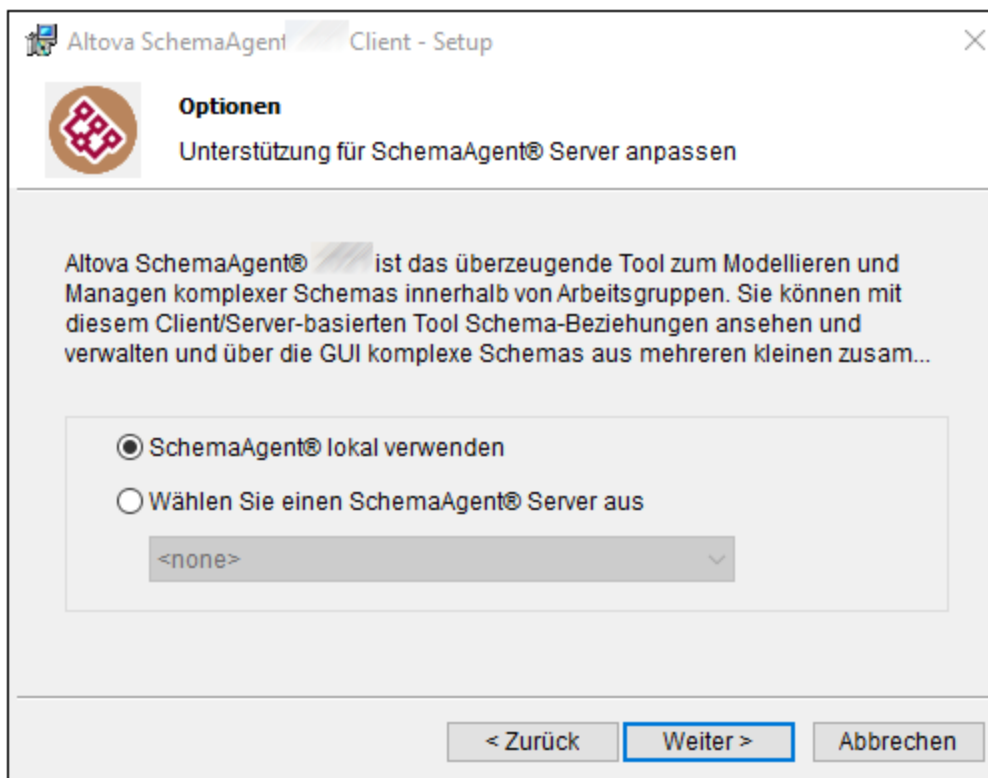 Altova SchemaAgent Client - Setup
Optionen
Unterstützung für SchemaAgent® Server anpassen
Altova SchemaAgent® ist das überzeugende Tool zum Modellieren und
Managen komplexer Schemas innerhalb von Arbeitsgruppen. Sie können mit
diesem Client/Server-basierten Tool Schema-Beziehungen ansehen und
verwalten und über die GUI komplexe Schemas aus mehreren kleinen zusam...
SchemaAgent® lokal verwenden
Wählen Sie einen SchemaAgent® Server aus
<none>
< Zurück Weiter > Abbrechen